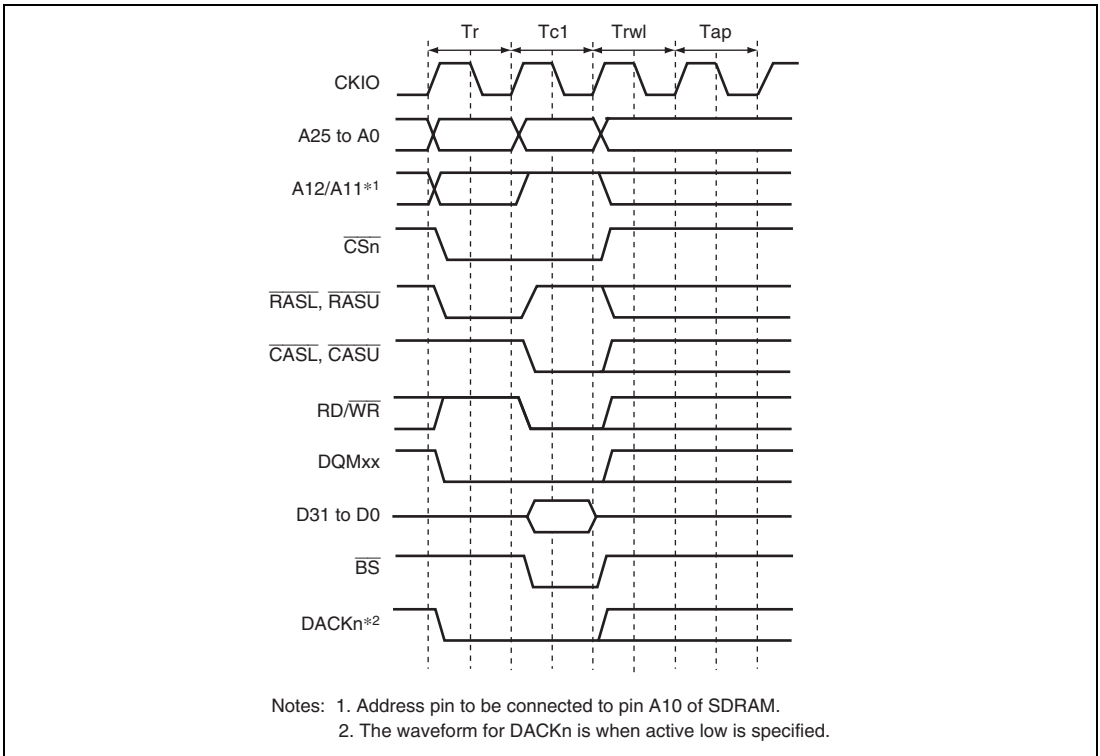 Tr Tc1 Trwl Tap
CKIO
A25 to A0
A12/A11*1
CSn
RASL, RASU
CASL, CASU
RD/WR
DQMxx
D31 to D0
BS
DACKn*2
Notes: 1. Address pin to be connected to pin A10 of SDRAM.
2. The waveform for DACKn is when active low is specified.